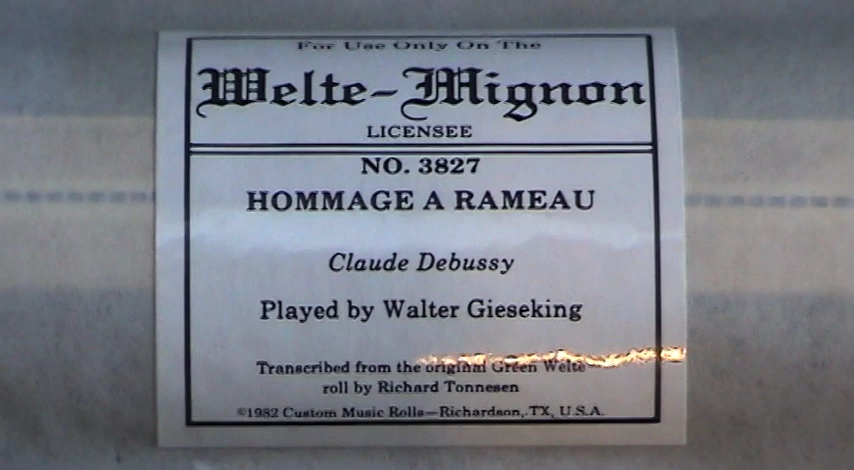 For Use Only On The
Welte-Mignon
LICENSEE
NO. 3827
HOMMAGE A RAMEAU
Claude Debussy
Played by Walter Gieseking
Transcribed from the original Green Welte
roll by Richard Tonnesen
©1982 Custom Music Rolls—Richardson, TX, U.S.A.